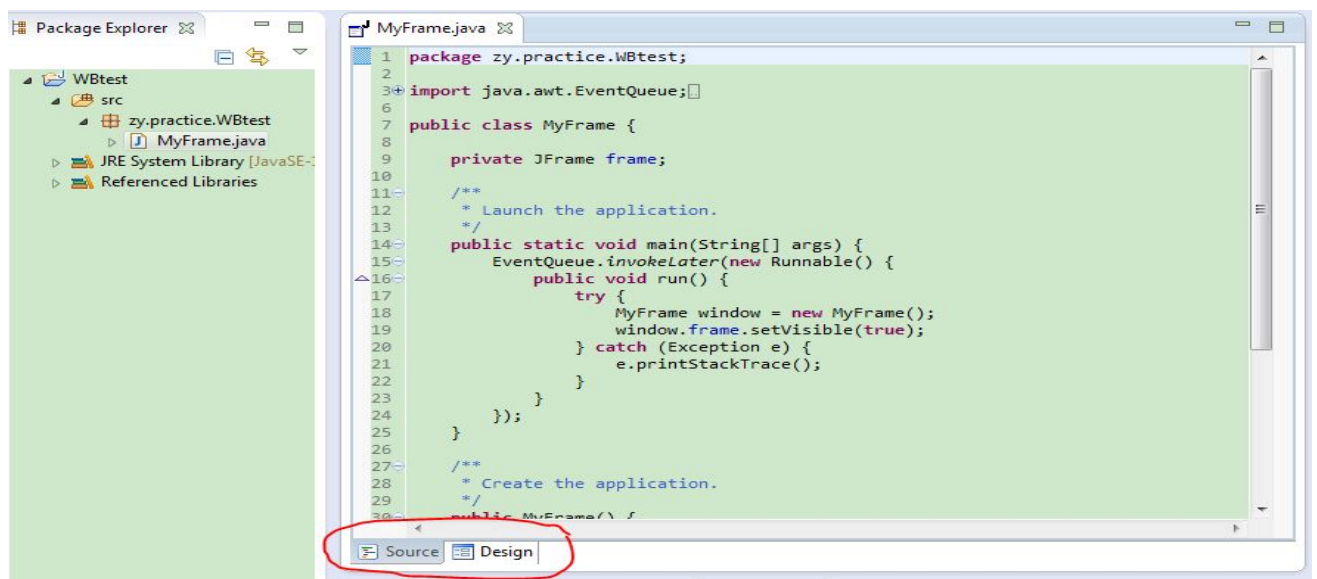 Package Explorer
WBtest
src
zy.practice.WBtest
MyFrame.java
JRE System Library [JavaSE-
Referenced Libraries
MyFrame.java
1 package zy.practice.WBtest;
2
3 import java.awt.EventQueue;
6
7 public class MyFrame {
8
9 private JFrame frame;
10
11 /**
12 * Launch the application.
13 */
14 public static void main(String[] args) {
15 EventQueue.invokeLater(new Runnable() {
16 public void run() {
17 try {
18 MyFrame window = new MyFrame();
19 window.frame.setVisible(true);
20 } catch (Exception e) {
21 e.printStackTrace();
22 }
23 }
24 });
25 }
26
27 /**
28 * Create the application.
29 */
30 public MyFrame() {
Source Design